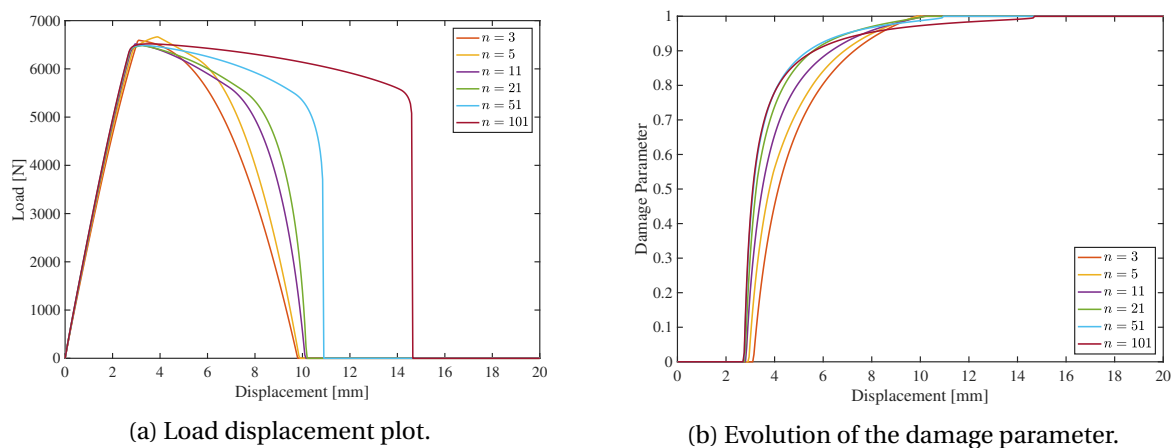 7000
6000
5000
4000
3000
2000
1000
0
Load [N]
0 2 4 6 8 10 12 14 16 18 20
Displacement [mm]
n = 3
n = 5
n = 11
n = 21
n = 51
n = 101
(a) Load displacement plot.
1
0.9
0.8
0.7
0.6
0.5
0.4
0.3
0.2
0.1
0
Damage Parameter
0 2 4 6 8 10 12 14 16 18 20
Displacement [mm]
n = 3
n = 5
n = 11
n = 21
n = 51
n = 101
(b) Evolution of the damage parameter.